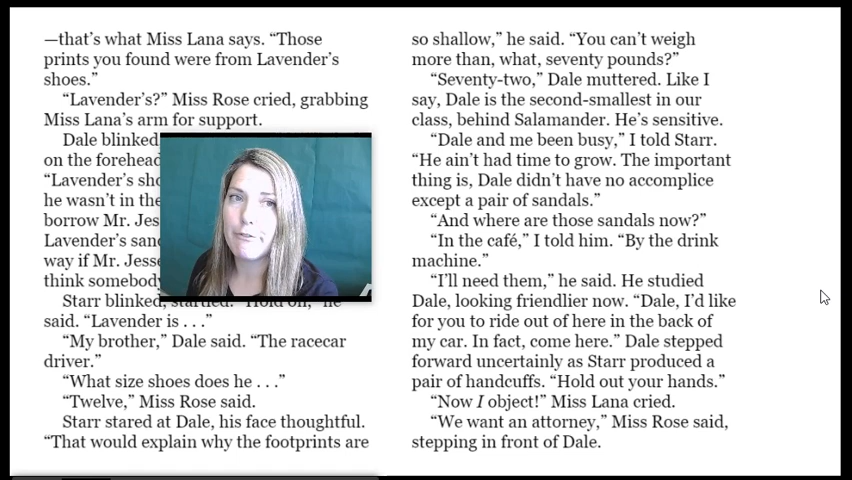 —that’s what Miss Lana says. “Those
prints you found were from Lavender’s
shoes.”
“Lavender’s?” Miss Rose cried, grabbing
Miss Lana’s arm for support.
Dale blinked
on the forehead
“Lavender’s
he wasn’t in the
borrow Mr.
Lavender’s
way if Mr.
think
Starr blinked, startled. “Hold on,” he
said. “Lavender is . . .”
“My brother,” Dale said. “The racecar
driver.”
“What size shoes does he . . .”
“Twelve,” Miss Rose said.
Starr stared at Dale, his face thoughtful.
“That would explain why the footprints are
so shallow,” he said. “You can’t weigh
more than, what, seventy pounds?”
“Seventy-two,” Dale muttered. Like I
say, Dale is the second-smallest in our
class, behind Salamander. He’s sensitive.
“Dale and me been busy,” I told Starr.
“He ain’t had time to grow. The important
thing is, Dale didn’t have no accomplice
except a pair of sandals.”
“And where are those sandals now?”
“In the café,” I told him. “By the drink
machine.”
“I’ll need them,” he said. He studied
Dale, looking friendlier now. “Dale, I’d like
for you to ride out of here in the back of
my car. In fact, come here.” Dale stepped
forward uncertainly as Starr produced a
pair of handcuffs. “Hold out your hands.”
“Now I object!” Miss Lana cried.
“We want an attorney,” Miss Rose said,
stepping in front of Dale.